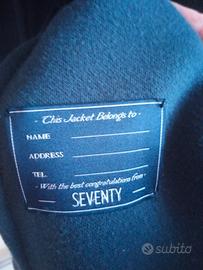 - This Jacket Belongs to -
NAME
ADDRESS
TEL.
- With the best congratulations from -
SEVENTY
subito